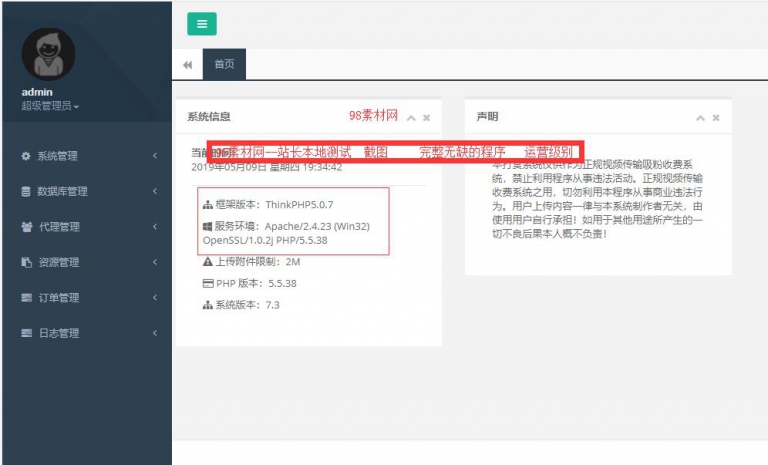 admin
超级管理员
系统管理
数据库管理
代理管理
资源管理
订单管理
日志管理
首页
系统信息
98素材网
当前时间:
98素材网—站长本地测试 截图 完整无缺的程序 运营级别
2019年05月09日 星期四 19:34:42
框架版本：ThinkPHP5.0.7
服务环境：Apache/2.4.23 (Win32)
OpenSSL/1.0.2j PHP/5.5.38
上传附件限制：2M
PHP 版本：5.5.38
系统版本：7.3
声明
本打赏系统仅供作为正规视频传输吸粉收费系
统，禁止利用程序从事违法活动。正规视频传输
收费系统之用，切勿利用本程序从事商业违法行
为。用户上传内容一律与本系统制作者无关，由
使用用户自行承担！如用于其他用途所产生的一
切不良后果本人概不负责！